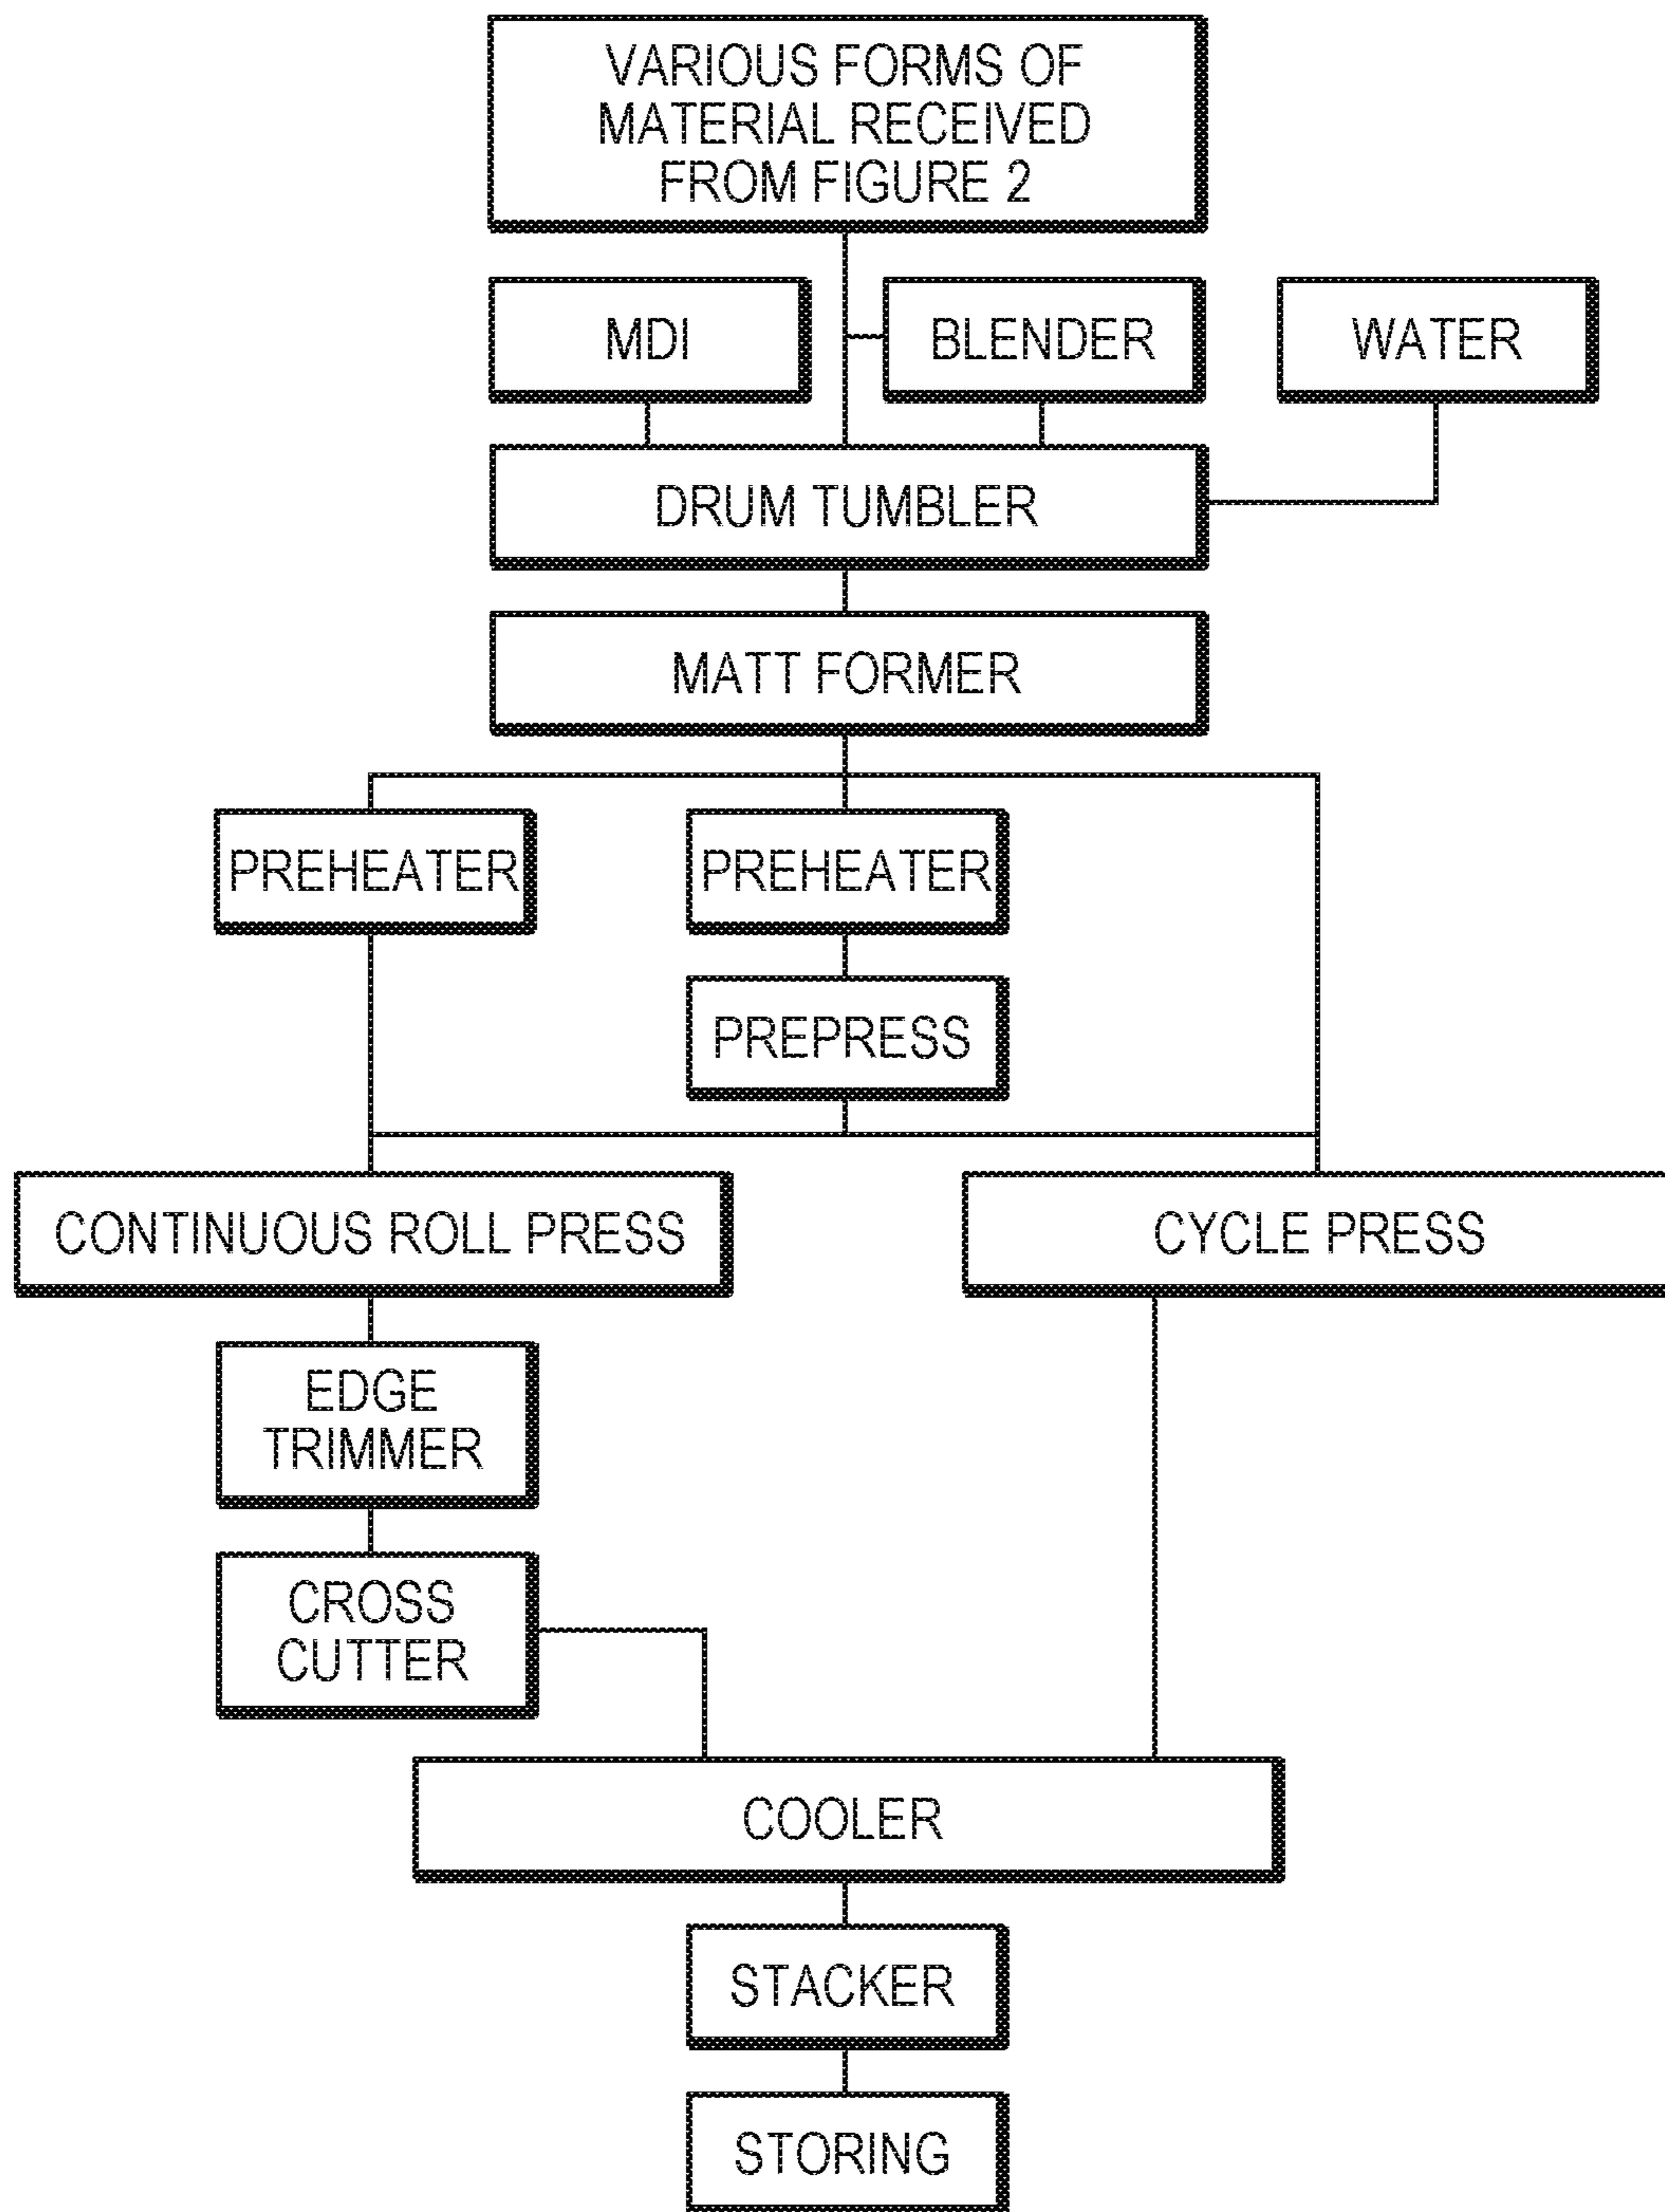 VARIOUS FORMS OF
MATERIAL RECEIVED
FROM FIGURE 2
MDI
BLENDER
WATER
DRUM TUMBLER
MATT FORMER
PREHEATER
PREHEATER
PREPRESS
CONTINUOUS ROLL PRESS
CYCLE PRESS
EDGE
TRIMMER
CROSS
CUTTER
COOLER
STACKER
STORING